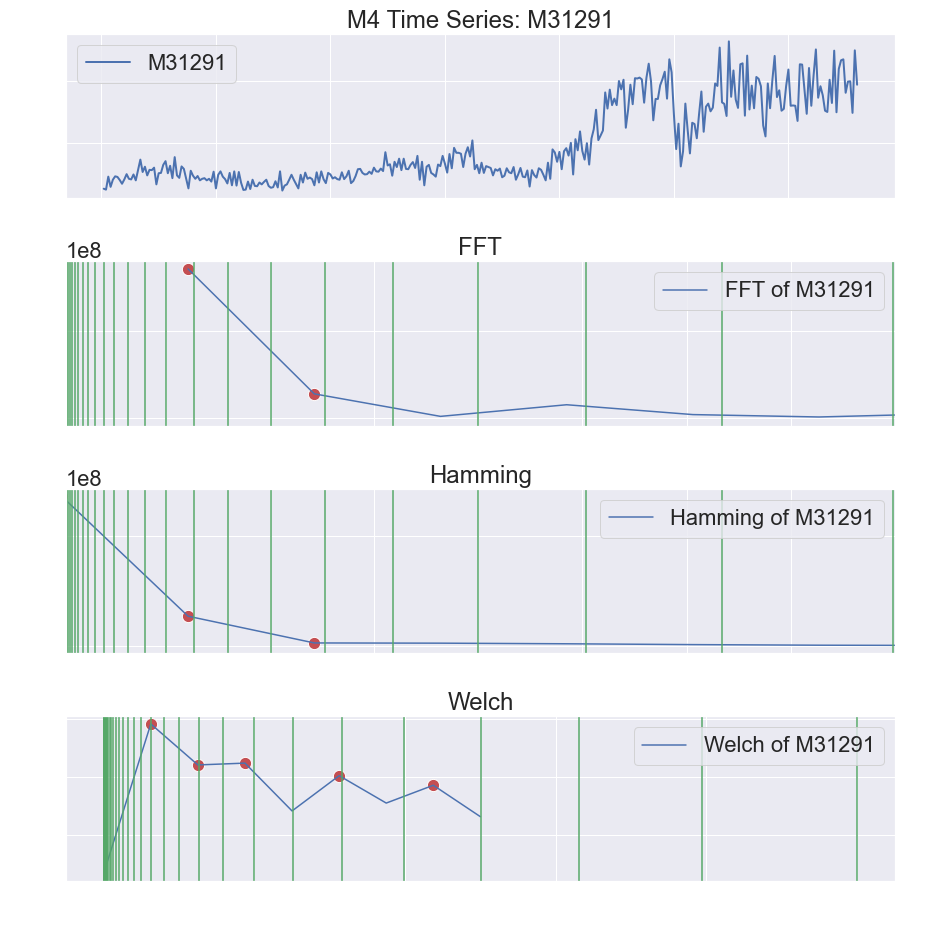 M4 Time Series: M31291
M31291
FFT
1e8
FFT of M31291
Hamming
1e8
Hamming of M31291
Welch
Welch of M31291